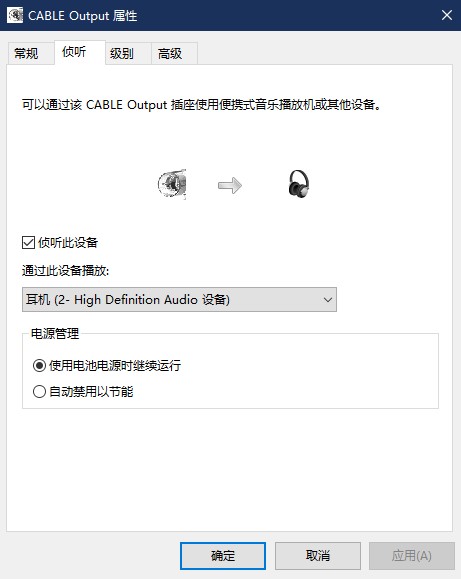 CABLE Output 属性
常规 侦听 级别 高级
可以通过该 CABLE Output 插座使用便携式音乐播放机或其他设备。
侦听此设备
通过此设备播放:
耳机 (2- High Definition Audio 设备)
电源管理
使用电池电源时继续运行
自动禁用以节能
确定 取消 应用(A)